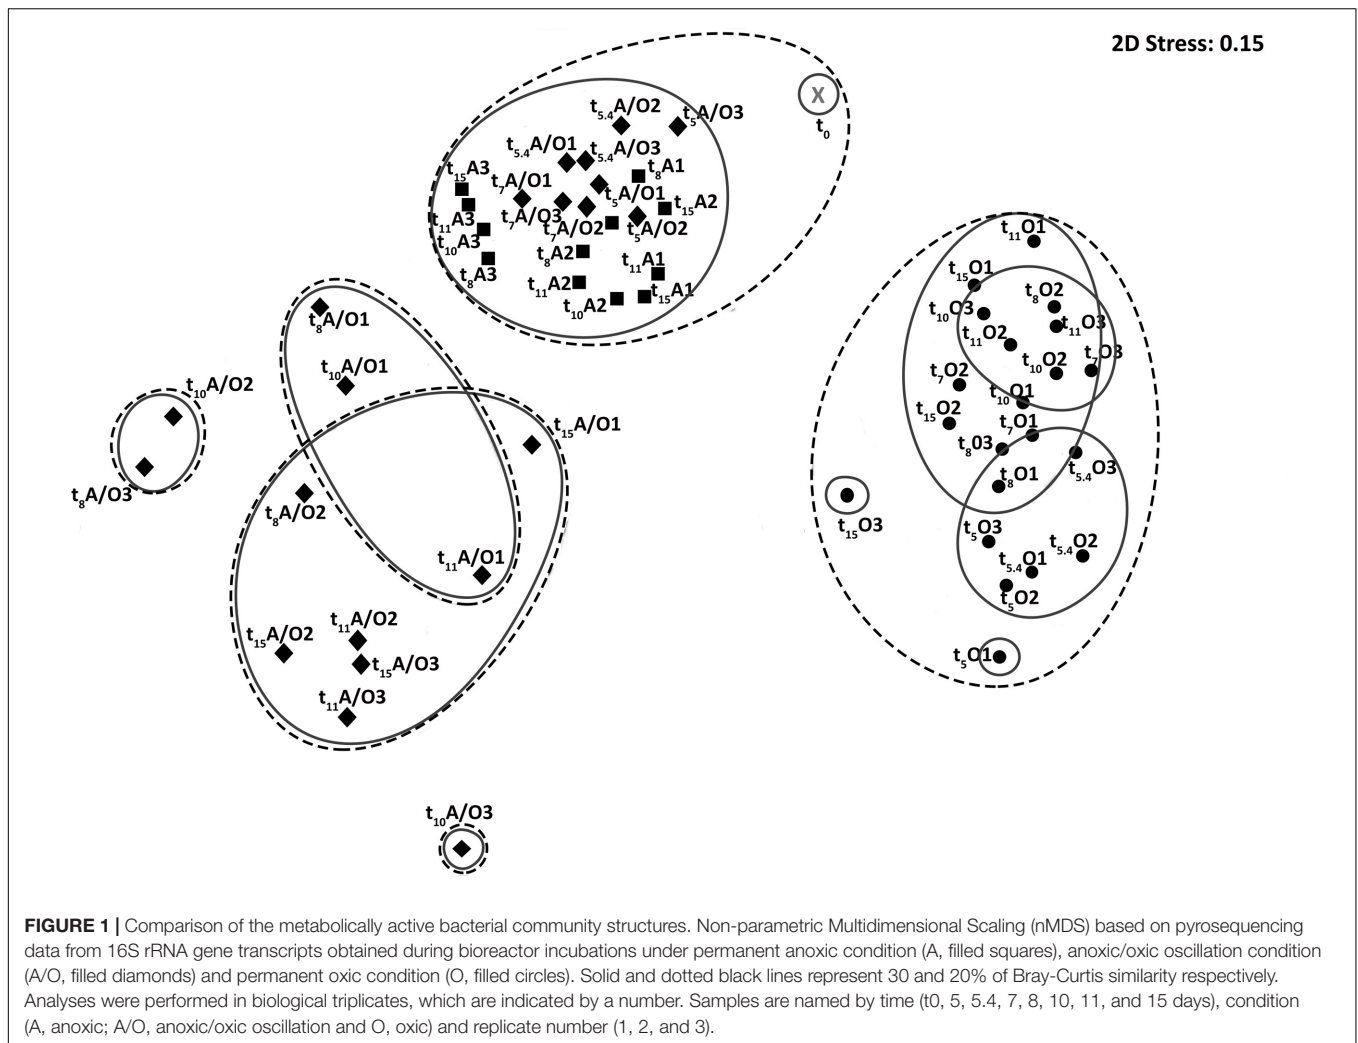 2D Stress: 0.15
X
t0
t5.4A/O2
t5A/O3
t5.4A/O1
t5.4A/O3
t15A3
t8A1
t7A/O1
t5A/O1
t15A2
t11A3
t7A/O3
t7A/O2
t5A/O2
t10A3
t8A2
t11A1
t8A3
t11A2
t15A1
t10A2
t11O1
t15O1
t8O2
t10O3
t11O3
t11O2
t7O3
t10O2
t7O2
t10O1
t15O2
t7O1
t803
t5.4O3
t8O1
t15O3
t5O3
t5.4O2
t5.4O1
t5O2
t5O1
t8A/O1
t10A/O1
t10A/O2
t15A/O1
t8A/O3
t8A/O2
t11A/O1
t11A/O2
t15A/O2
t15A/O3
t11A/O3
t10A/O3
FIGURE 1 | Comparison of the metabolically active bacterial community structures. Non-parametric Multidimensional Scaling (nMDS) based on pyrosequencing
data from 16S rRNA gene transcripts obtained during bioreactor incubations under permanent anoxic condition (A, filled squares), anoxic/oxic oscillation condition
(A/O, filled diamonds) and permanent oxic condition (O, filled circles). Solid and dotted black lines represent 30 and 20% of Bray-Curtis similarity respectively.
Analyses were performed in biological triplicates, which are indicated by a number. Samples are named by time (t0, 5, 5.4, 7, 8, 10, 11, and 15 days), condition
(A, anoxic; A/O, anoxic/oxic oscillation and O, oxic) and replicate number (1, 2, and 3).